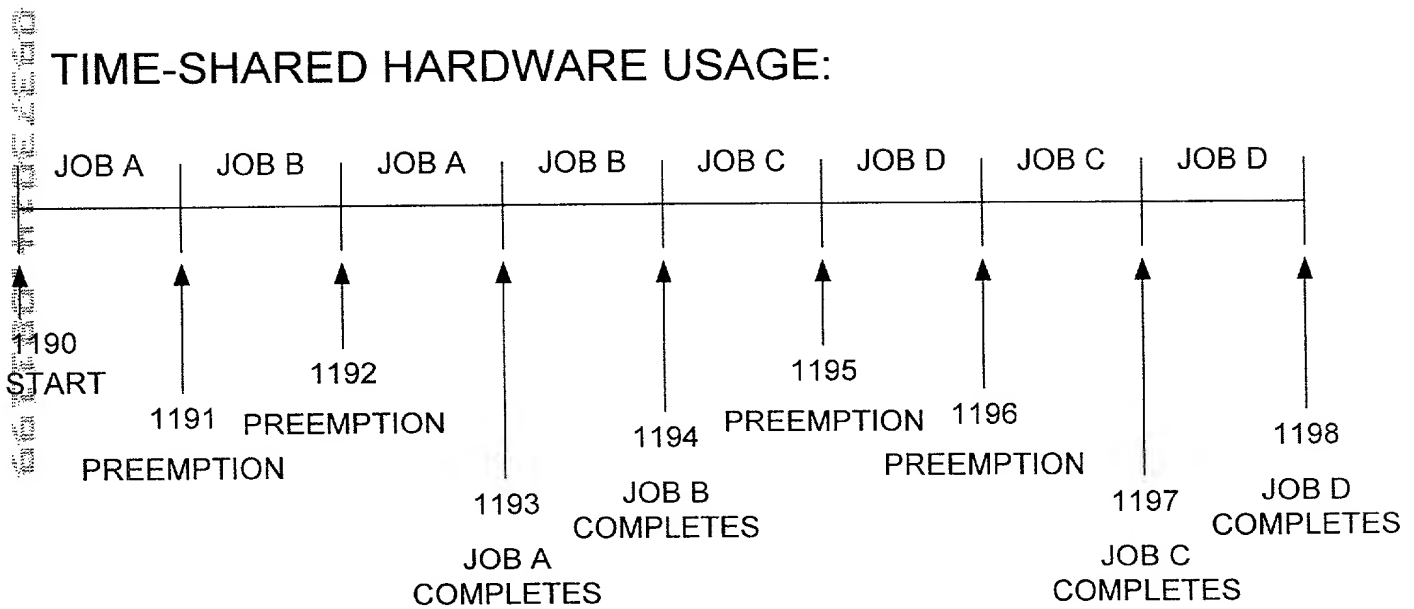 TIME-SHARED HARDWARE USAGE:
JOB A JOB B JOB A JOB B JOB C JOB D JOB C JOB D
1190
START
1191
PREEMPTION
1192
PREEMPTION
1193
JOB A
COMPLETES
1194
JOB B
COMPLETES
1195
PREEMPTION
1196
PREEMPTION
1197
JOB C
COMPLETES
1198
JOB D
COMPLETES